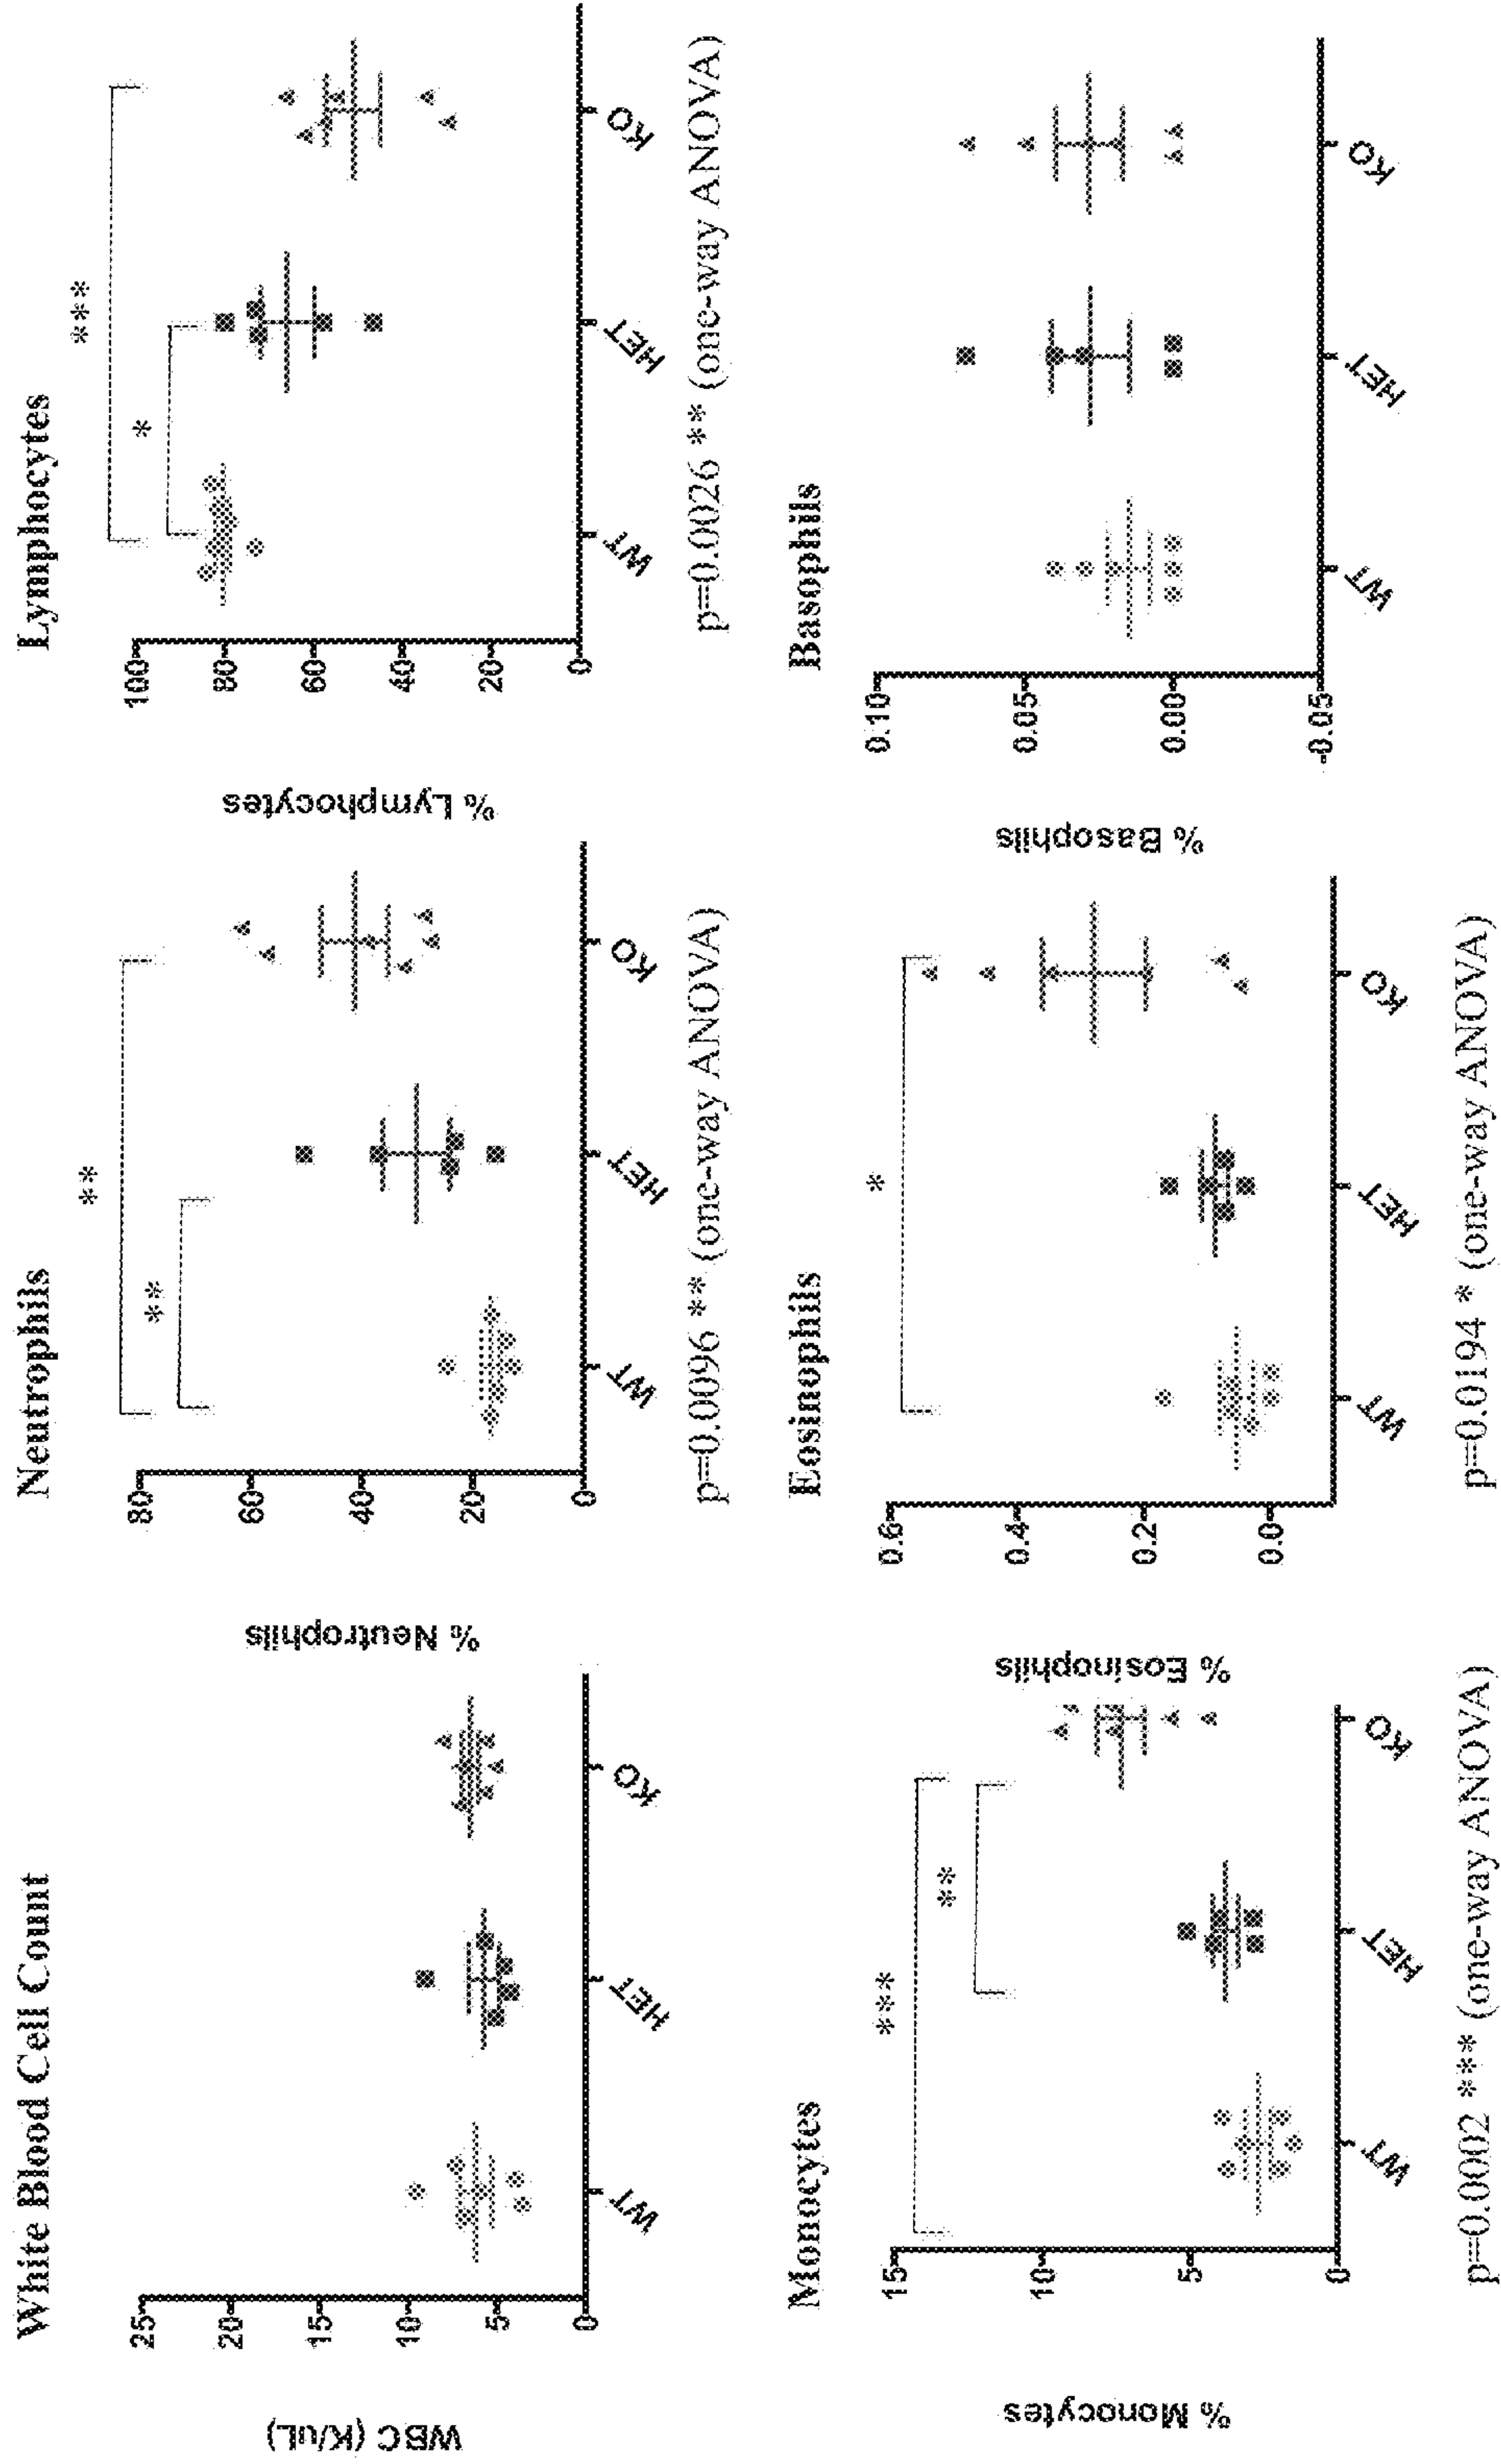 White Blood Cell Count
WBC (K/uL)
25
20
15
10
5
0
WT
HET
KO
Neutrophils
% Neutrophils
80
60
40
20
0
**
**
WT
HET
KO
p=0.0096 ** (one-way ANOVA)
Lymphocytes
% Lymphocytes
100
80
60
40
20
0
***
*
WT
HET
KO
p=0.0026 ** (one-way ANOVA)
Monocytes
% Monocytes
15
10
5
0
***
**
WT
HET
KO
p=0.0002 *** (one-way ANOVA)
Eosinophils
% Eosinophils
0.6
0.4
0.2
0.0
*
WT
HET
KO
p=0.0194 * (one-way ANOVA)
Basophils
% Basophils
0.10
0.05
0.00
-0.05
WT
HET
KO